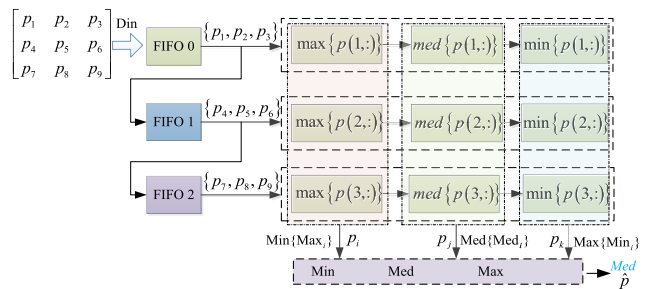 p₁ p₂ p₃
p₄ p₅ p₆
p₇ p₈ p₉
Din
FIFO 0
{p₁, p₂, p₃}
max{p(1,:)}
med{p(1,:)}
min{p(1,:)}
FIFO 1
{p₄, p₅, p₆}
max{p(2,:)}
med{p(2,:)}
min{p(2,:)}
FIFO 2
{p₇, p₈, p₉}
max{p(3,:)}
med{p(3,:)}
min{p(3,:)}
Min{Maxᵢ} pᵢ
pⱼ Med{Medᵢ}
pₖ Max{Minᵢ}
Min Med Max
Med
p̂